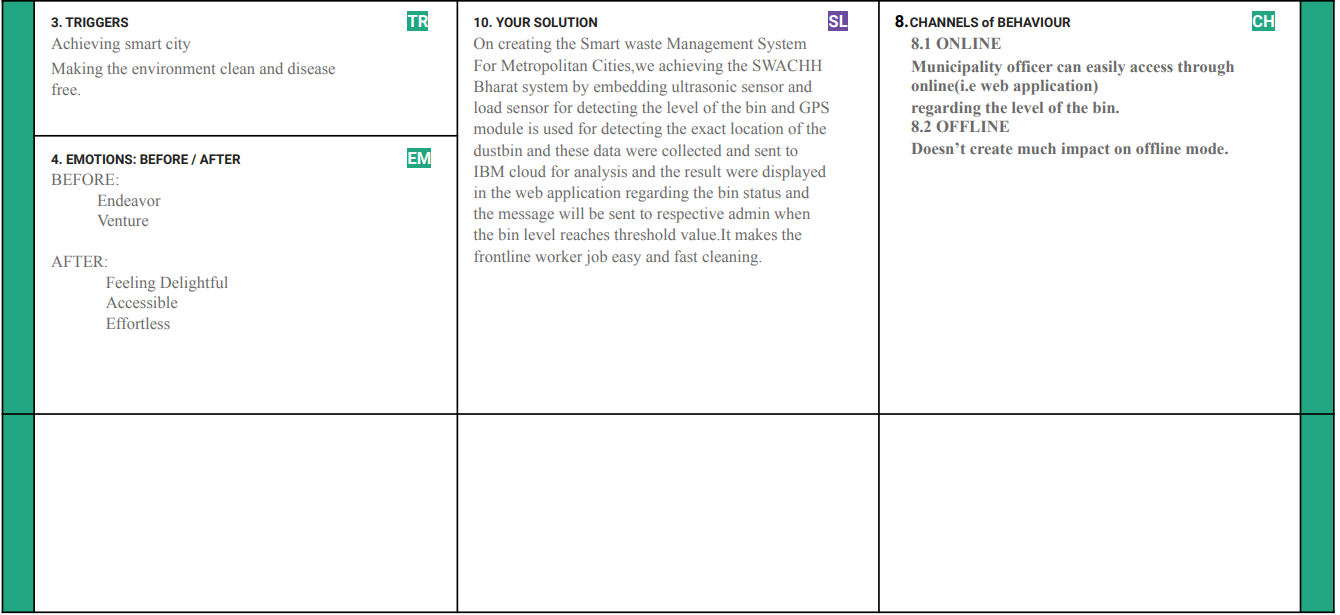 3. TRIGGERS
TR
Achieving smart city
Making the environment clean and disease
free.
4. EMOTIONS: BEFORE / AFTER
EM
BEFORE:
Endeavor
Venture
AFTER:
Feeling Delightful
Accessible
Effortless
10. YOUR SOLUTION
SL
On creating the Smart waste Management System
For Metropolitan Cities,we achieving the SWACHH
Bharat system by embedding ultrasonic sensor and
load sensor for detecting the level of the bin and GPS
module is used for detecting the exact location of the
dustbin and these data were collected and sent to
IBM cloud for analysis and the result were displayed
in the web application regarding the bin status and
the message will be sent to respective admin when
the bin level reaches threshold value.It makes the
frontline worker job easy and fast cleaning.
8.CHANNELS of BEHAVIOUR
CH
8.1 ONLINE
Municipality officer can easily access through
online(i.e web application)
regarding the level of the bin.
8.2 OFFLINE
Doesn’t create much impact on offline mode.